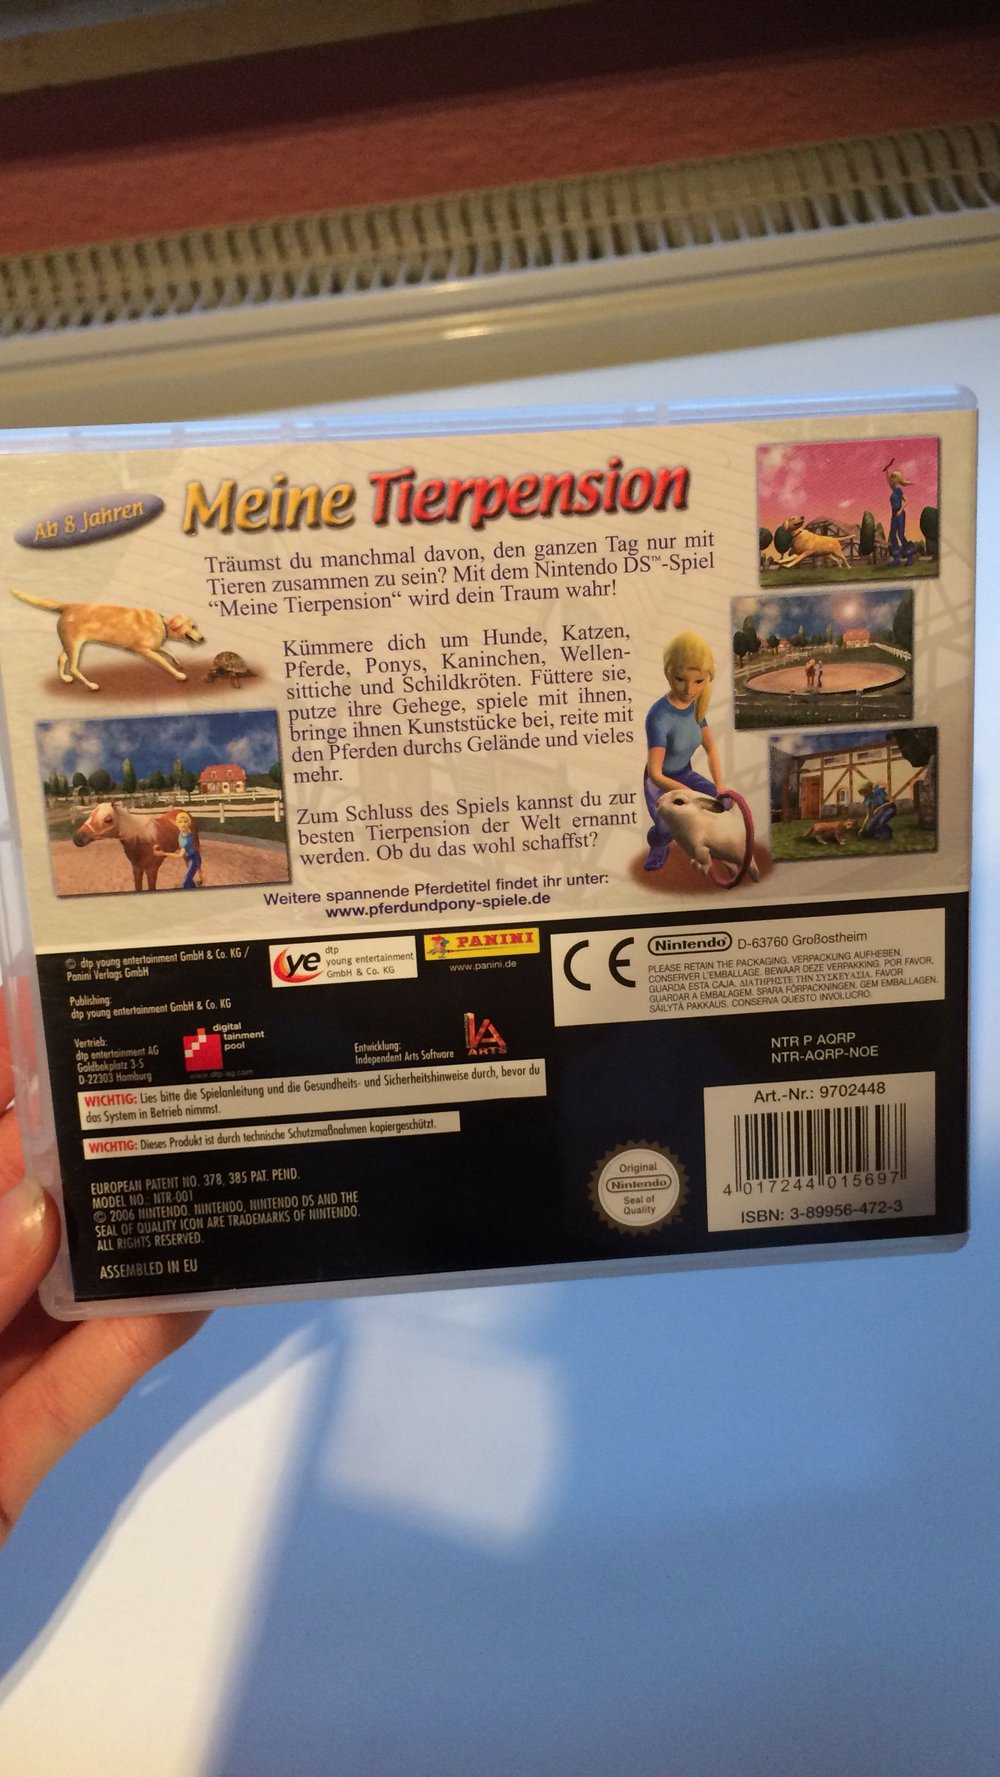 Ab 8 Jahren
Meine Tierpension
Träumst du manchmal davon, den ganzen Tag nur mit
Tieren zusammen zu sein? Mit dem Nintendo DS™-Spiel
“Meine Tierpension“ wird dein Traum wahr!
Kümmere dich um Hunde, Katzen,
Pferde, Ponys, Kaninchen, Wellen-
sittiche und Schildkröten. Füttere sie,
putze ihre Gehege, spiele mit ihnen,
bringe ihnen Kunststücke bei, reite mit
den Pferden durchs Gelände und vieles
mehr.
Zum Schluss des Spiels kannst du zur
besten Tierpension der Welt ernannt
werden. Ob du das wohl schaffst?
Weitere spannende Pferdetitel findet ihr unter:
www.pferdundpony-spiele.de
© dtp young entertainment GmbH & Co. KG /
Panini Verlags GmbH
Publishing:
dtp young entertainment GmbH & Co. KG
Vertrieb:
dtp entertainment AG
Goldbekplatz 3-5
D-22303 Hamburg
digital
tainment
pool
www.dtp-ag.com
ye
dtp
young entertainment
GmbH & Co. KG
PANINI
www.panini.de
Entwicklung:
Independent Arts Software
IA
ARTS
CE
Nintendo D-63760 Großostheim
PLEASE RETAIN THE PACKAGING. VERPACKUNG AUFHEBEN.
CONSERVER L'EMBALLAGE. BEWAAR DEZE VERPAKKING. POR FAVOR,
GUARDA ESTA CAJA. ΔΙΑΤΗΡΗΣΤΕ ΤΗΝ ΣΥΣΚΕΥΑΣΙΑ. FAVOR
GUARDAR A EMBALAGEM. SPARA FÖRPACKNINGEN. GEM EMBALLAGEN.
SÄILYTÄ PAKKAUS. CONSERVA QUESTO INVOLUCRO.
NTR P AQRP
NTR-AQRP-NOE
WICHTIG: Lies bitte die Spielanleitung und die Gesundheits- und Sicherheitshinweise durch, bevor du
das System in Betrieb nimmst.
WICHTIG: Dieses Produkt ist durch technische Schutzmaßnahmen kopiergeschützt.
EUROPEAN PATENT NO. 378, 385 PAT. PEND.
MODEL NO.: NTR-001
© 2006 NINTENDO. NINTENDO, NINTENDO DS AND THE
SEAL OF QUALITY ICON ARE TRADEMARKS OF NINTENDO.
ALL RIGHTS RESERVED.
ASSEMBLED IN EU
Original
Nintendo
Seal of
Quality
Art.-Nr.: 9702448
4 017244 015697
ISBN: 3-89956-472-3